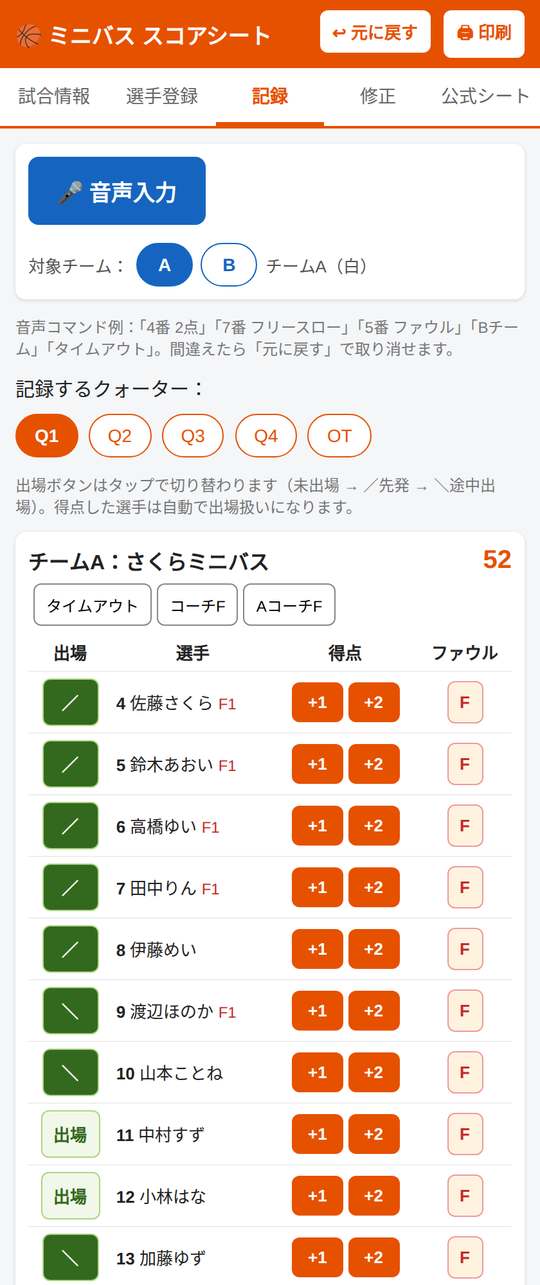 🏀 ミニバス スコアシート
↩ 元に戻す
🖨 印刷
試合情報 選手登録 記録 修正 公式シート
🎤 音声入力
対象チーム： A B チームA（白）
音声コマンド例：「4番 2点」「7番 フリースロー」「5番 ファウル」「Bチー
ム」「タイムアウト」。間違えたら「元に戻す」で取り消せます。
記録するクォーター：
Q1 Q2 Q3 Q4 OT
出場ボタンはタップで切り替わります（未出場 → ／先発 → ＼途中出
場）。得点した選手は自動で出場扱いになります。
チームA：さくらミニバス 52
タイムアウト コーチF AコーチF
出場 選手 得点 ファウル
／ 4 佐藤さくら F1 +1 +2 F
／ 5 鈴木あおい F1 +1 +2 F
／ 6 高橋ゆい F1 +1 +2 F
／ 7 田中りん F1 +1 +2 F
／ 8 伊藤めい +1 +2 F
＼ 9 渡辺ほのか F1 +1 +2 F
＼ 10 山本ことね +1 +2 F
出場 11 中村すず +1 +2 F
出場 12 小林はな +1 +2 F
＼ 13 加藤ゆず +1 +2 F